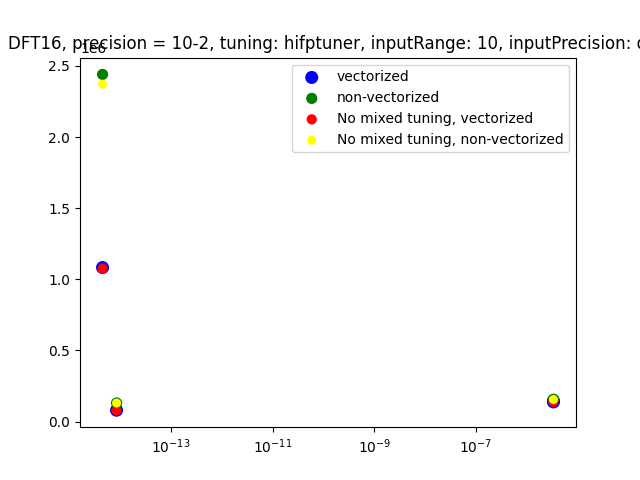 DFT16, precision = 10-2, tuning: hifptuner, inputRange: 10, inputPrecision:
1e6
vectorized
non-vectorized
No mixed tuning, vectorized
No mixed tuning, non-vectorized
2.5
2.0
1.5
1.0
0.5
0.0
10⁻¹³
10⁻¹¹
10⁻⁹
10⁻⁷